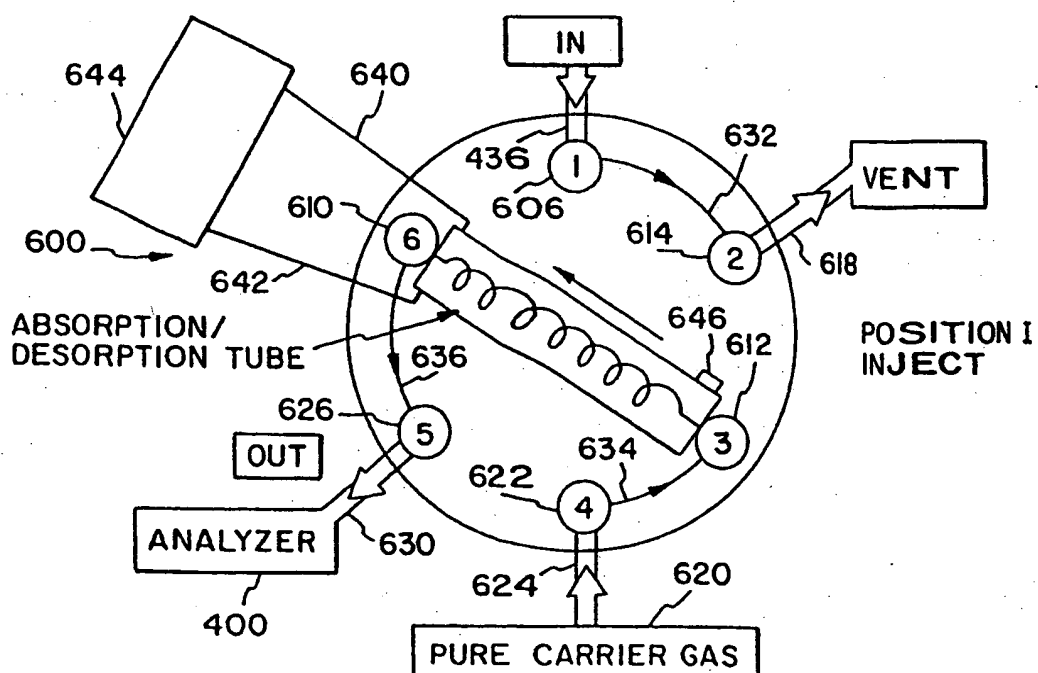 IN
644
640
436
1
632
VENT
606
610
6
614
2
618
600
642
646
ABSORPTION/
DESORPTION TUBE
612
POSITION I
INJECT
636
626
5
3
OUT
634
622
4
ANALYZER
630
624
620
400
PURE CARRIER GAS